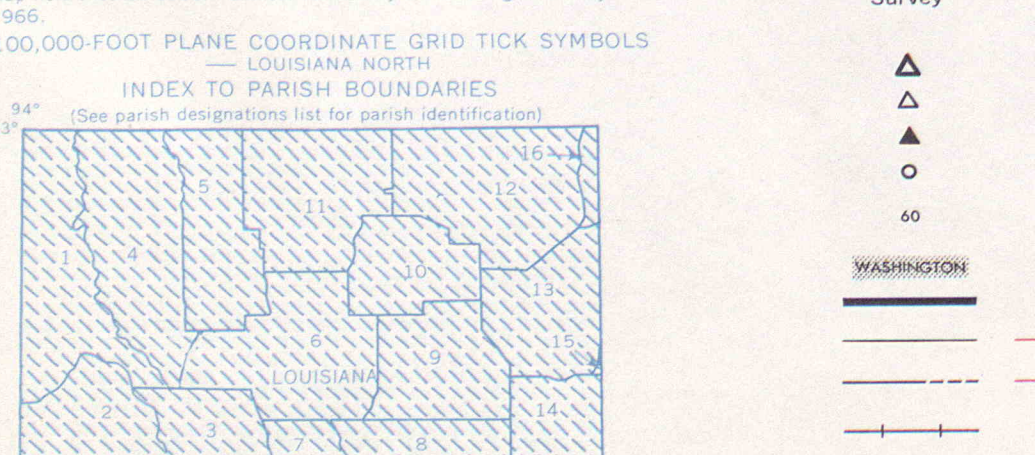 966.
Survey
00,000-FOOT PLANE COORDINATE GRID TICK SYMBOLS
LOUISIANA NORTH
INDEX TO PARISH BOUNDARIES
94° (See parish designations list for parish identification)
3°
16
5 12
11
60
1 4
10 WASHINGTON
13
6 15
9
LOUISIANA
2 14
3 7 8